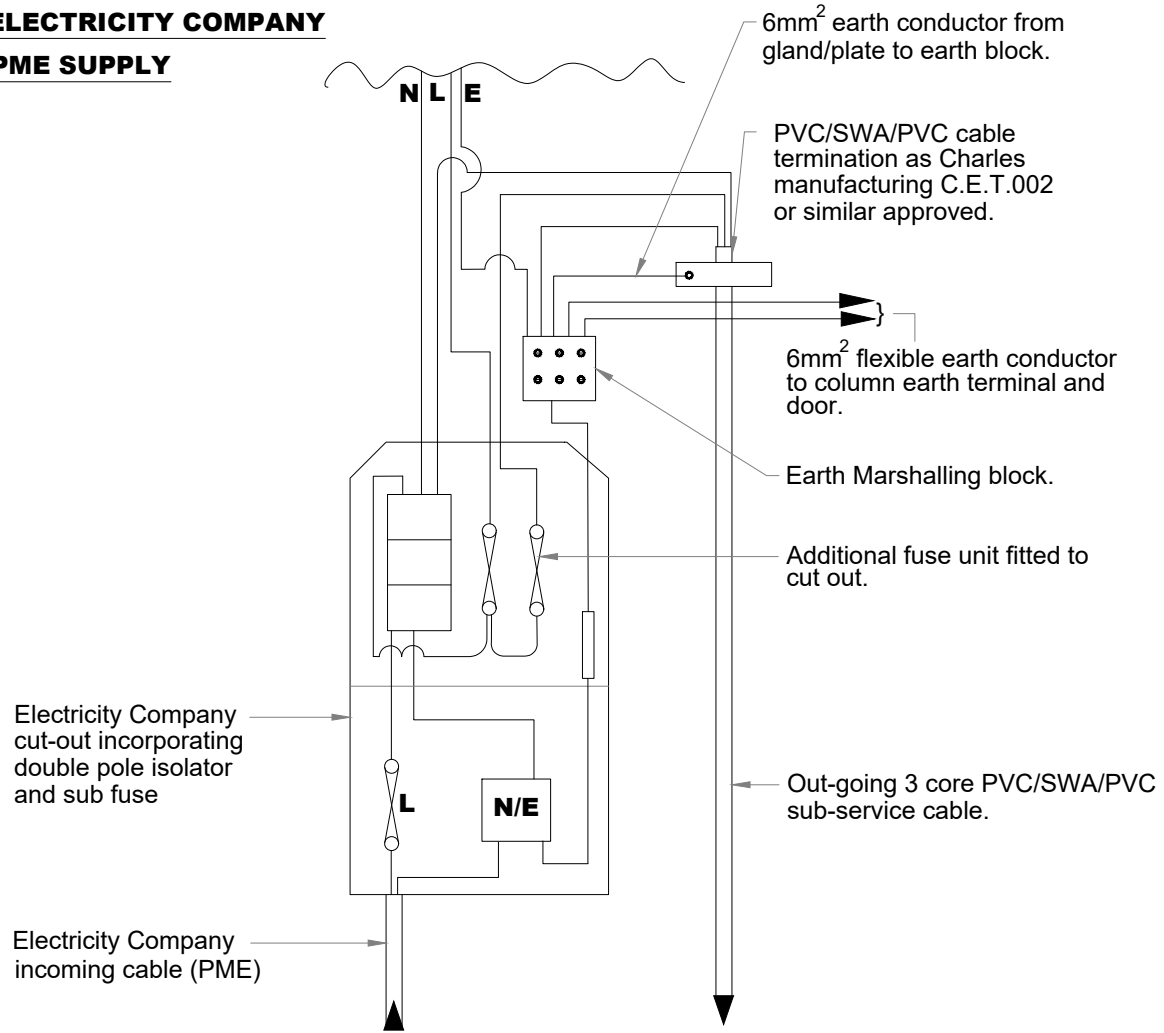 ELECTRICITY COMPANY
PME SUPPLY
6mm² earth conductor from
gland/plate to earth block.
N L E
PVC/SWA/PVC cable
termination as Charles
manufacturing C.E.T.002
or similar approved.
}
6mm² flexible earth conductor
to column earth terminal and
door.
Earth Marshalling block.
Additional fuse unit fitted to
cut out.
Electricity Company
cut-out incorporating
double pole isolator
and sub fuse
L
N/E
Out-going 3 core PVC/SWA/PVC
sub-service cable.
Electricity Company
incoming cable (PME)